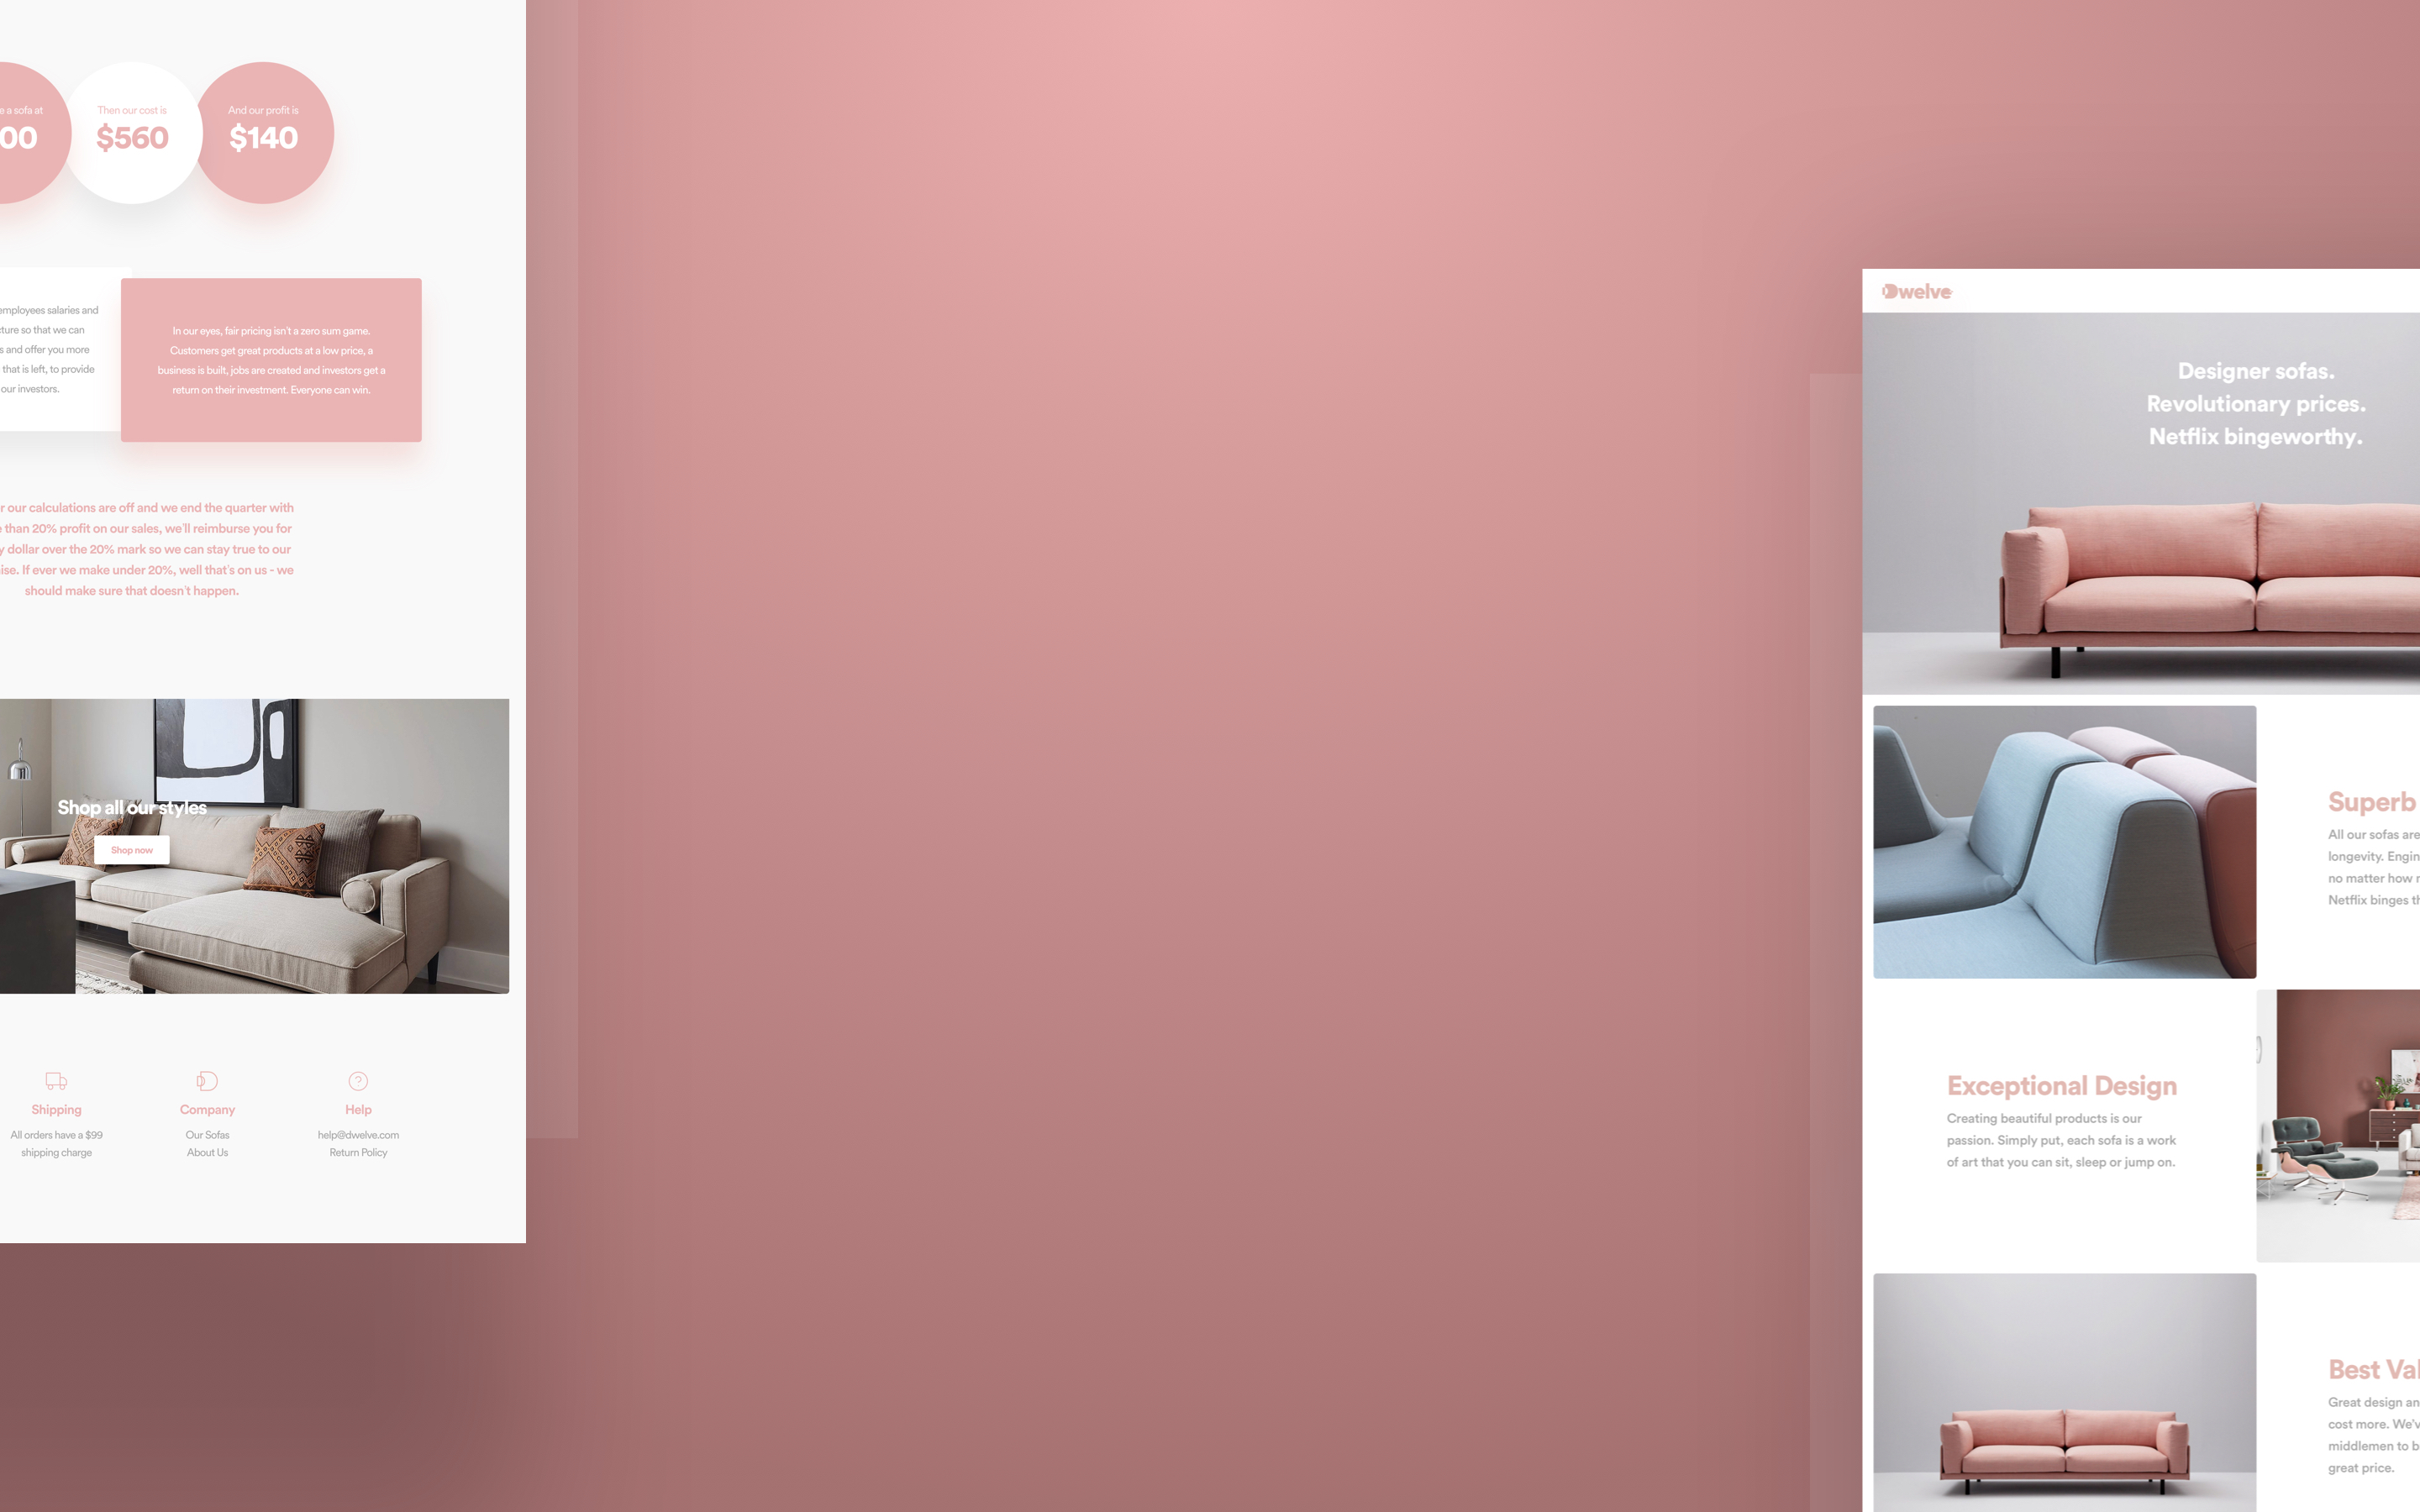 e a sofa at
00
Then our cost is
$560
And our profit is
$140
employees salaries and
cture so that we can
s and offer you more
that is left, to provide
our investors.
In our eyes, fair pricing isn't a zero sum game.
Customers get great products at a low price, a
business is built, jobs are created and investors get a
return on their investment. Everyone can win.
r our calculations are off and we end the quarter with
e than 20% profit on our sales, we'll reimburse you for
y dollar over the 20% mark so we can stay true to our
ise. If ever we make under 20%, well that's on us - we
should make sure that doesn't happen.
Shop all our styles
Shop now
Shipping
All orders have a $99
shipping charge
Company
Our Sofas
About Us
Help
help@dwelve.com
Return Policy
Dwelve
Designer sofas.
Revolutionary prices.
Netflix bingeworthy.
Superb
All our sofas are
longevity. Engin
no matter how
Netflix binges th
Exceptional Design
Creating beautiful products is our
passion. Simply put, each sofa is a work
of art that you can sit, sleep or jump on.
Best Val
Great design an
cost more. We'v
middlemen to b
great price.